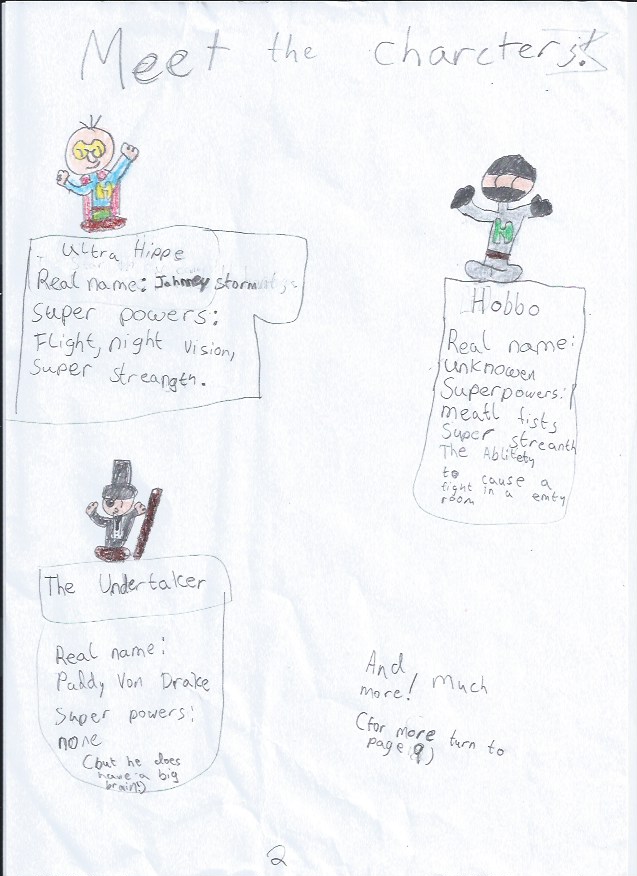 Meet the charcters!
Ultra Hippe
Real name: Johnney storm
Super powers:
Flight, night vision,
Super streangth.
Hobbo
Real name:
unknowen
Superpowers:
meatl fists
Super streanth
The Ablitety
to cause a
fight in a emty
room
The Undertaker
Real name:
Paddy Von Drake
Super powers:
none
(but he does
have a big
brain!)
And much
more!
(for more turn to
page 9)
2